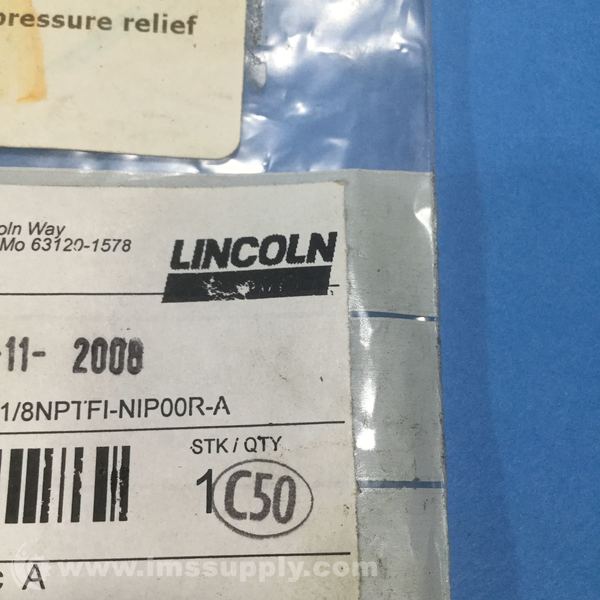 pressure relief
oln Way
Mo 63120-1578
LINCOLN
-11- 2008
1/8NPTFI-NIP00R-A
STK / QTY
1 C50
c A
www.imssupply.com